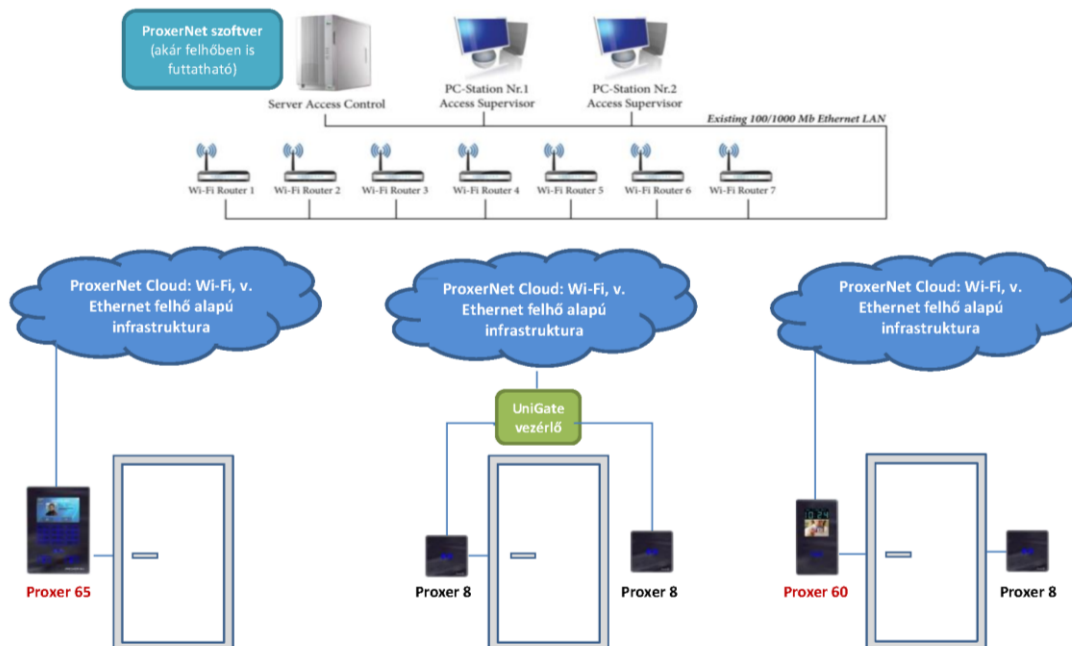 ProxerNet szoftver
(akár felhőben is
futtatható)
Server Access Control
PC-Station Nr.1
Access Supervisor
PC-Station Nr.2
Access Supervisor
Existing 100/1000 Mb Ethernet LAN
Wi-Fi Router 1
Wi-Fi Router 2
Wi-Fi Router 3
Wi-Fi Router 4
Wi-Fi Router 5
Wi-Fi Router 6
Wi-Fi Router 7
ProxerNet Cloud: Wi-Fi, v.
Ethernet felhő alapú
infrastruktura
ProxerNet Cloud: Wi-Fi, v.
Ethernet felhő alapú
infrastruktura
ProxerNet Cloud: Wi-Fi, v.
Ethernet felhő alapú
infrastruktura
UniGate
vezérlő
10:24
Proxer 65
Proxer 8
Proxer 8
Proxer 60
Proxer 8